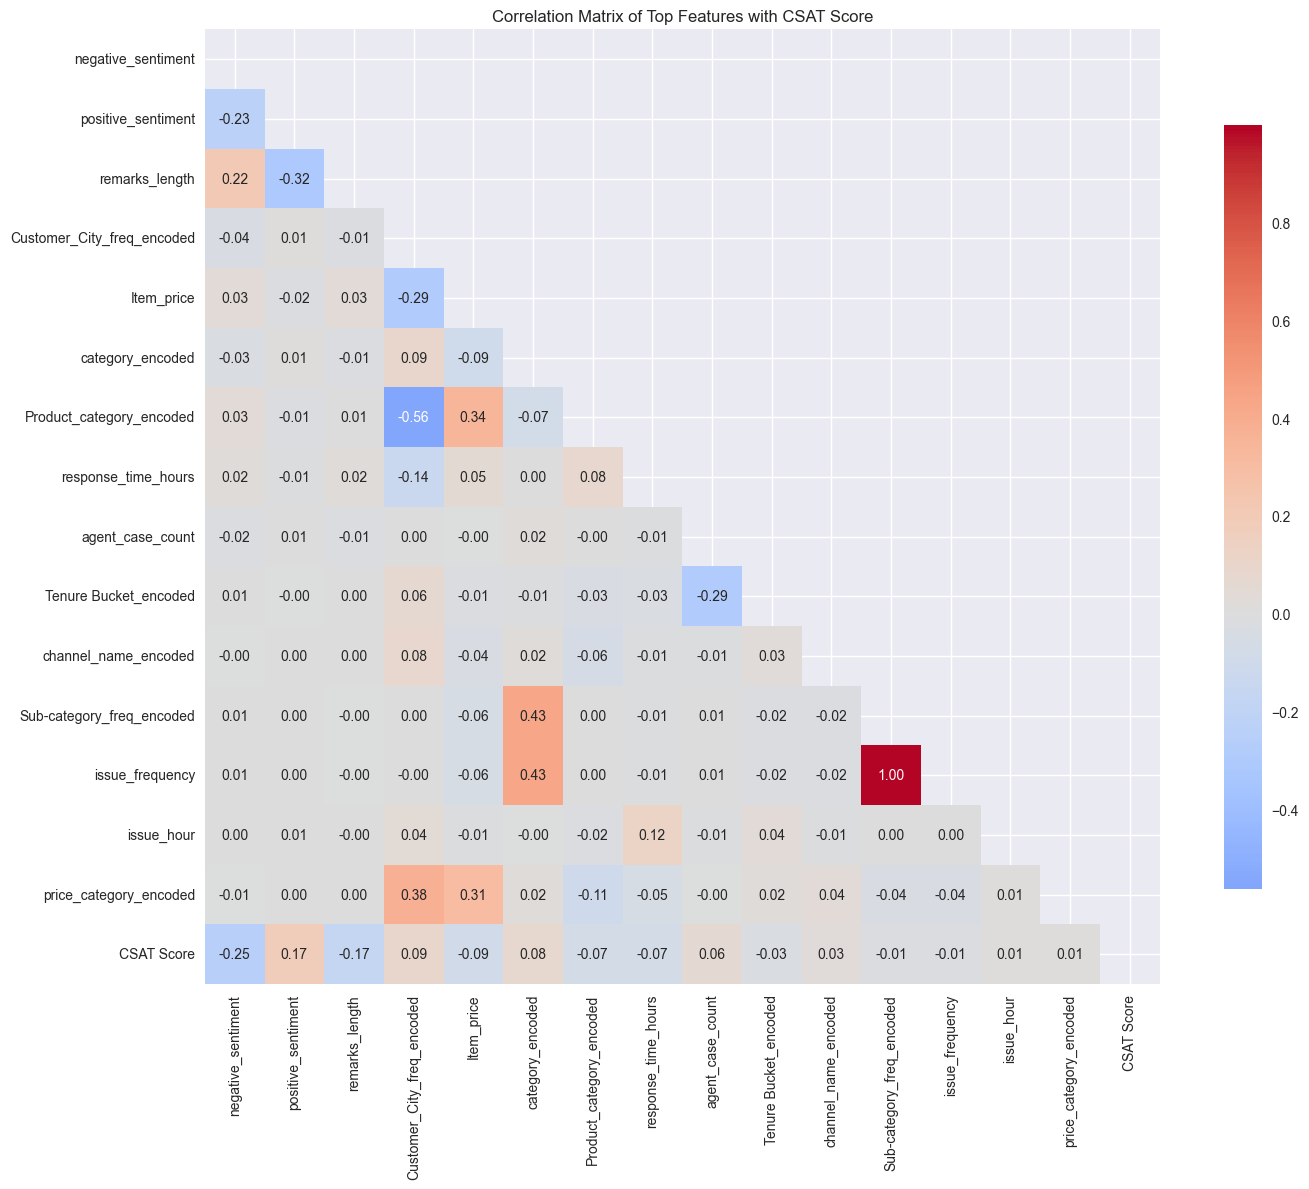 Correlation Matrix of Top Features with CSAT Score
negative_sentiment
positive_sentiment -0.23
remarks_length 0.22 -0.32
Customer_City_freq_encoded -0.04 0.01 -0.01
Item_price 0.03 -0.02 0.03 -0.29
category_encoded -0.03 0.01 -0.01 0.09 -0.09
Product_category_encoded 0.03 -0.01 0.01 -0.56 0.34 -0.07
response_time_hours 0.02 -0.01 0.02 -0.14 0.05 0.00 0.08
agent_case_count -0.02 0.01 -0.01 0.00 -0.00 0.02 -0.00 -0.01
Tenure Bucket_encoded 0.01 -0.00 0.00 0.06 -0.01 -0.01 -0.03 -0.03 -0.29
channel_name_encoded -0.00 0.00 0.00 0.08 -0.04 0.02 -0.06 -0.01 -0.01 0.03
Sub-category_freq_encoded 0.01 0.00 -0.00 0.00 -0.06 0.43 0.00 -0.01 0.01 -0.02 -0.02
issue_frequency 0.01 0.00 -0.00 -0.00 -0.06 0.43 0.00 -0.01 0.01 -0.02 -0.02 1.00
issue_hour 0.00 0.01 -0.00 0.04 -0.01 -0.00 -0.02 0.12 -0.01 0.04 -0.01 0.00 0.00
price_category_encoded -0.01 0.00 0.00 0.38 0.31 0.02 -0.11 -0.05 -0.00 0.02 0.04 -0.04 -0.04 0.01
CSAT Score -0.25 0.17 -0.17 0.09 -0.09 0.08 -0.07 -0.07 0.06 -0.03 0.03 -0.01 -0.01 0.01 0.01
negative_sentiment
positive_sentiment
remarks_length
Customer_City_freq_encoded
Item_price
category_encoded
Product_category_encoded
response_time_hours
agent_case_count
Tenure Bucket_encoded
channel_name_encoded
Sub-category_freq_encoded
issue_frequency
issue_hour
price_category_encoded
CSAT Score
0.8
0.6
0.4
0.2
0.0
−0.2
−0.4